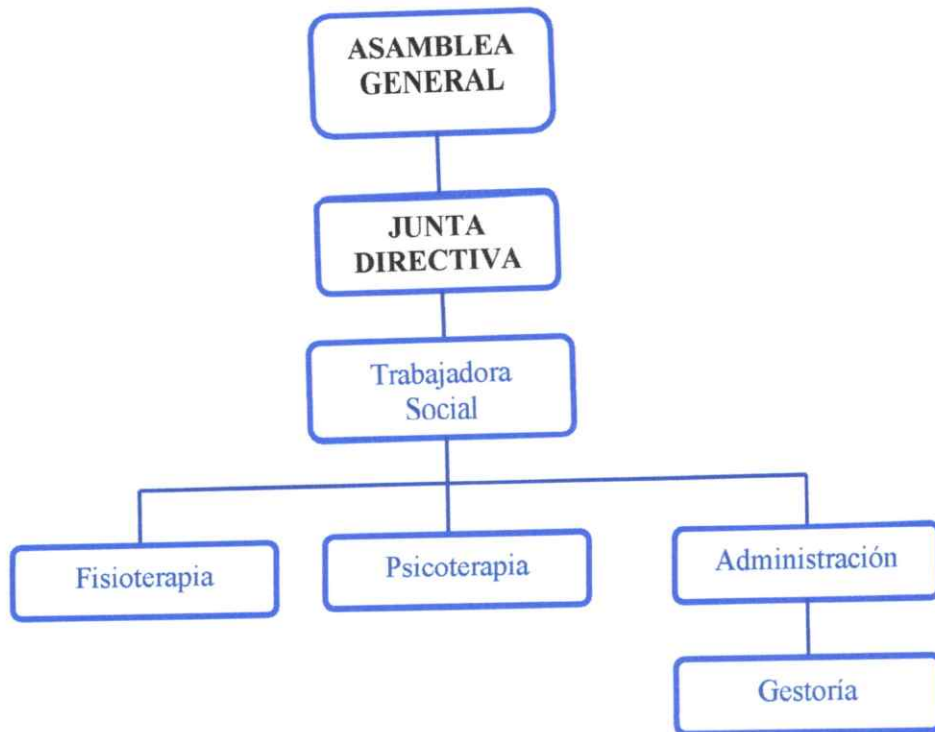 ASAMBLEA
GENERAL
JUNTA
DIRECTIVA
Trabajadora
Social
Fisioterapia
Psicoterapia
Administración
Gestoría